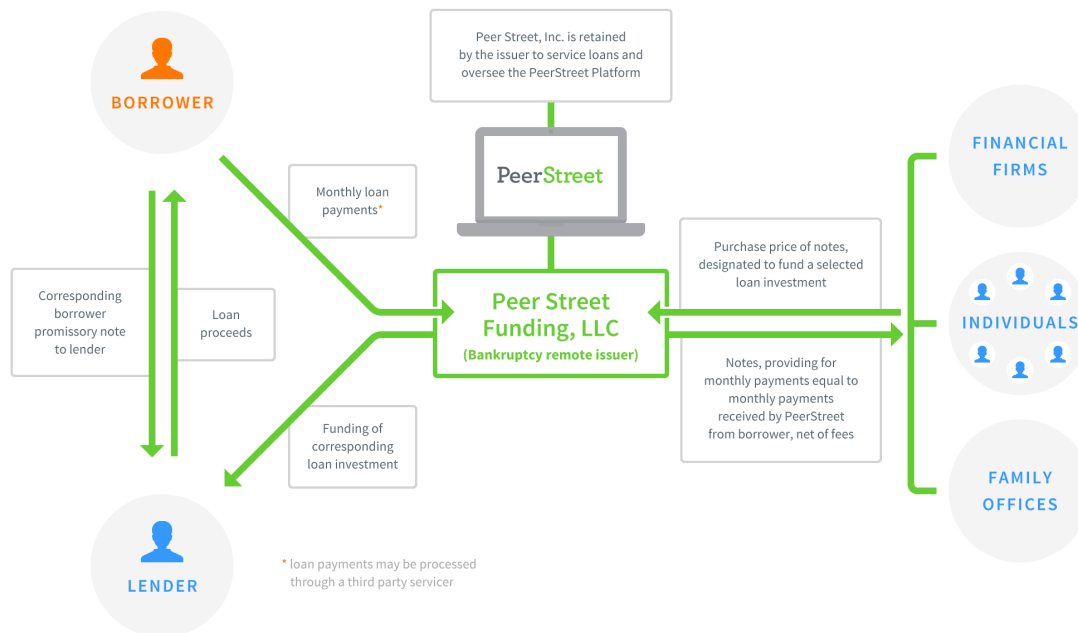 Peer Street, Inc. is retained
by the issuer to service loans and
oversee the PeerStreet Platform
BORROWER
PeerStreet
FINANCIAL
FIRMS
Monthly loan
payments*
Purchase price of notes,
designated to fund a selected
loan investment
Corresponding
borrower
promissory note
to lender
Loan
proceeds
Peer Street
Funding, LLC
(Bankruptcy remote issuer)
INDIVIDUALS
Notes, providing for
monthly payments equal to
monthly payments
received by PeerStreet
from borrower, net of fees
Funding of
corresponding
loan investment
FAMILY
OFFICES
LENDER
* loan payments may be processed
through a third party servicer